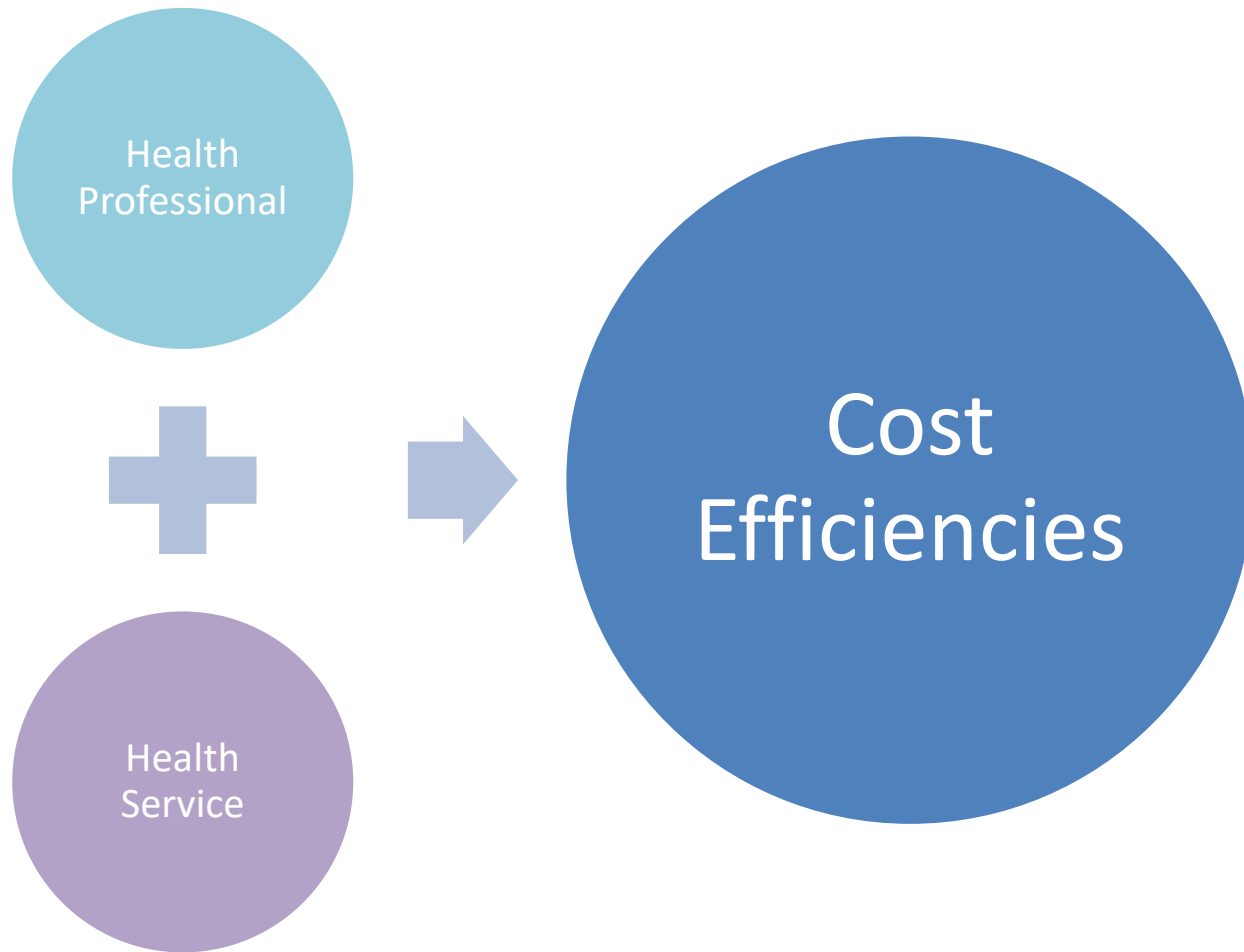 Health
Professional
Health
Service
Cost
Efficiencies